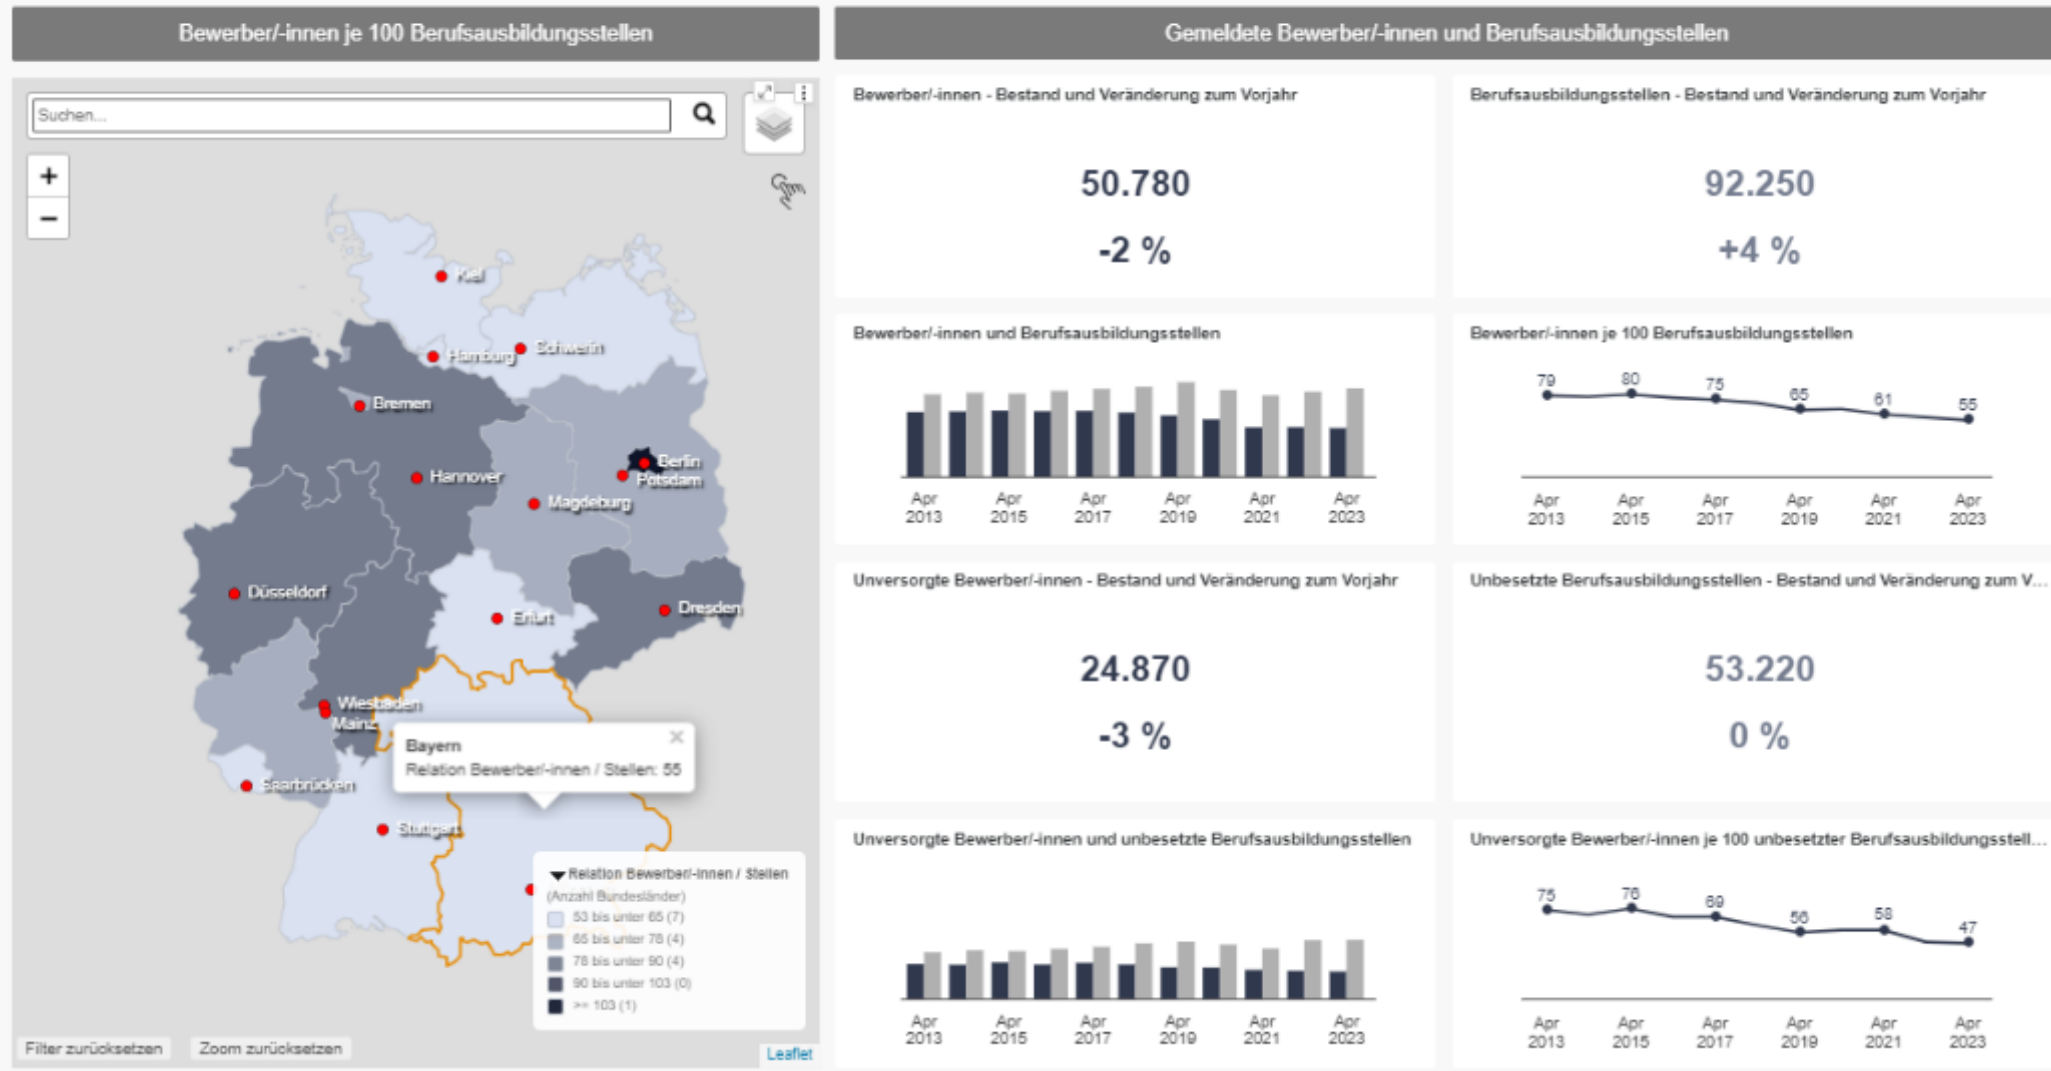 Bewerber/-innen je 100 Berufsausbildungsstellen
Suchen...
+
−
Kiel
Hamburg
Schwerin
Bremen
Hannover
Berlin
Potsdam
Magdeburg
Düsseldorf
Erfurt
Dresden
Wiesbaden
Mainz
Bayern
×
Relation Bewerber/-innen / Stellen: 55
Saarbrücken
Stuttgart
Relation Bewerber/-innen / Stellen
(Anzahl Bundesländer)
53 bis unter 65 (7)
65 bis unter 78 (4)
78 bis unter 90 (4)
90 bis unter 103 (0)
>= 103 (1)
Filter zurücksetzen
Zoom zurücksetzen
Leaflet
Gemeldete Bewerber/-innen und Berufsausbildungsstellen
Bewerber/-innen - Bestand und Veränderung zum Vorjahr
50.780
-2 %
Berufsausbildungsstellen - Bestand und Veränderung zum Vorjahr
92.250
+4 %
Bewerber/-innen und Berufsausbildungsstellen
Apr Apr Apr Apr Apr Apr
2013 2015 2017 2019 2021 2023
Bewerber/-innen je 100 Berufsausbildungsstellen
79 80 75 65 61 55
Apr Apr Apr Apr Apr Apr
2013 2015 2017 2019 2021 2023
Unversorgte Bewerber/-innen - Bestand und Veränderung zum Vorjahr
24.870
-3 %
Unbesetzte Berufsausbildungsstellen - Bestand und Veränderung zum V...
53.220
0 %
Unversorgte Bewerber/-innen und unbesetzte Berufsausbildungsstellen
Apr Apr Apr Apr Apr Apr
2013 2015 2017 2019 2021 2023
Unversorgte Bewerber/-innen je 100 unbesetzter Berufsausbildungsstell...
75 76 69 56 58 47
Apr Apr Apr Apr Apr Apr
2013 2015 2017 2019 2021 2023